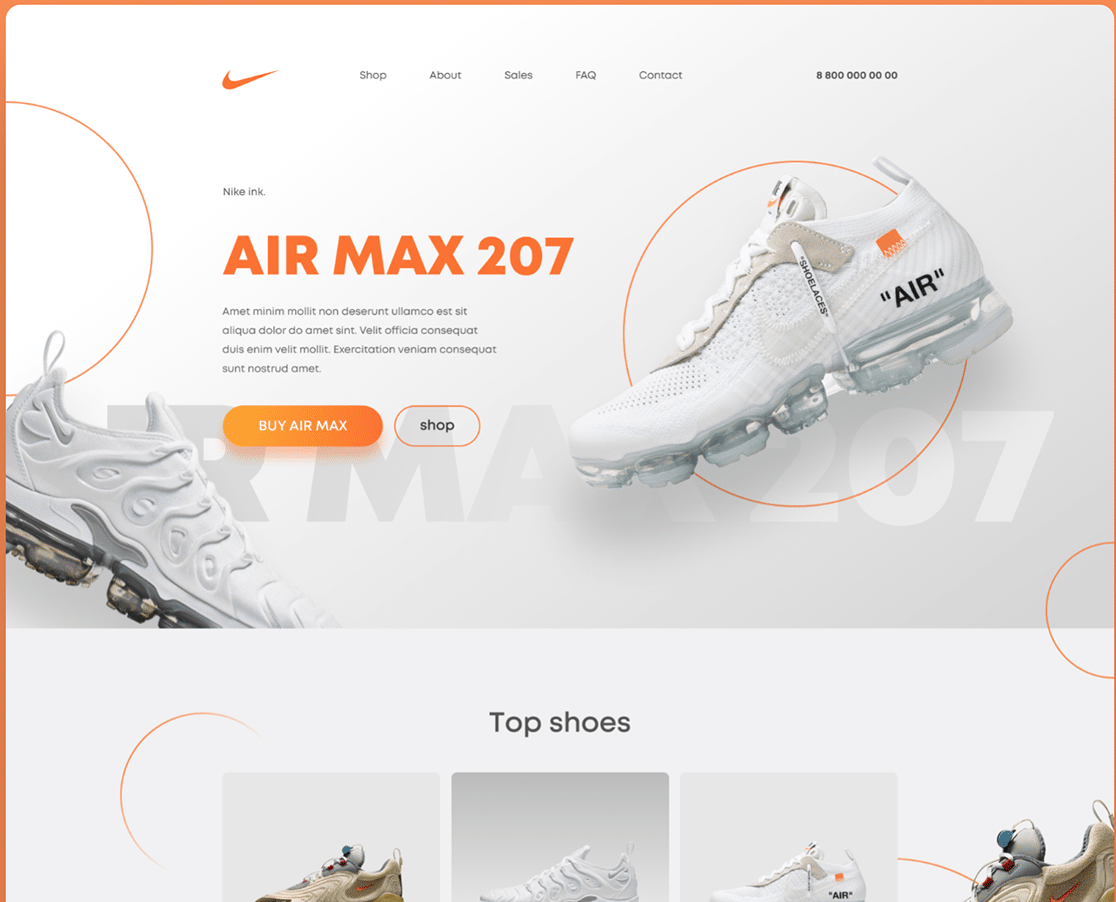 Shop About Sales FAQ Contact 8 800 000 00 00
Nike ink.
AIR MAX 207
Amet minim mollit non deserunt ullamco est sit
aliqua dolor do amet sint. Velit officia consequat
duis enim velit mollit. Exercitation veniam consequat
sunt nostrud amet.
BUY AIR MAX shop
"SHOELACES"
"AIR"
R MAX 207
Top shoes
"AIR"